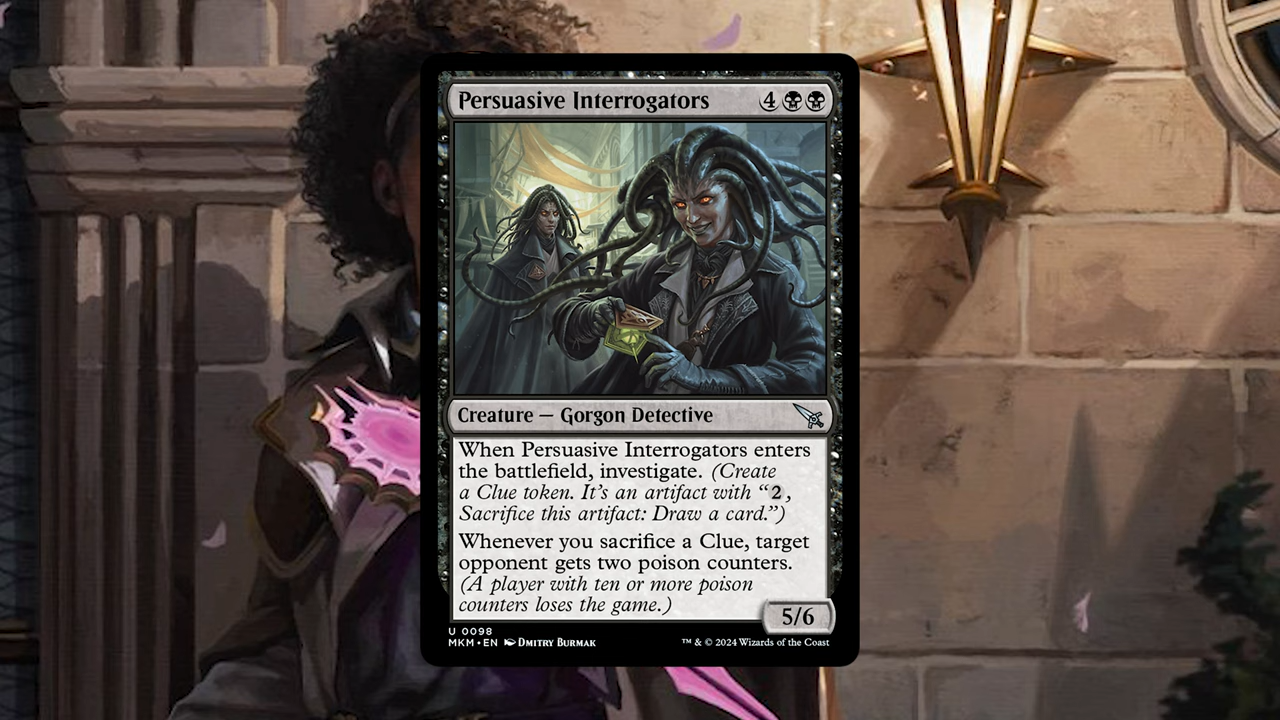 Persuasive Interrogators 4
Creature — Gorgon Detective
When Persuasive Interrogators enters
the battlefield, investigate. (Create
a Clue token. It's an artifact with “2,
Sacrifice this artifact: Draw a card.”)
Whenever you sacrifice a Clue, target
opponent gets two poison counters.
(A player with ten or more poison
counters loses the game.)
5/6
U 0098
MKM • EN Dmitry Burmak ™ & © 2024 Wizards of the Coast